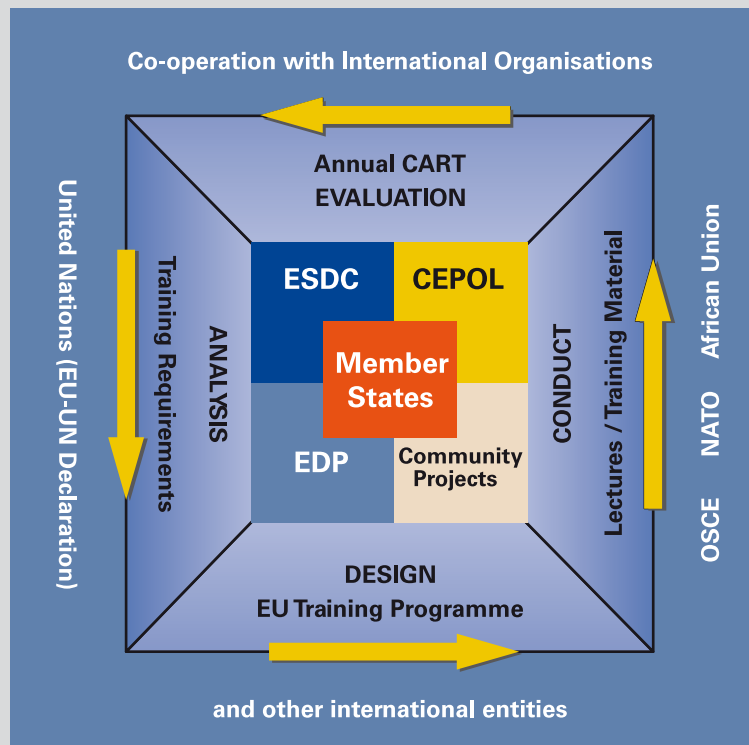 Co-operation with International Organisations
Annual CART
EVALUATION
United Nations (EU-UN Declaration)
Training Requirements
ANALYSIS
ESDC
CEPOL
Member
States
EDP
Community
Projects
CONDUCT
Lectures / Training Material
OSCE NATO African Union
DESIGN
EU Training Programme
and other international entities